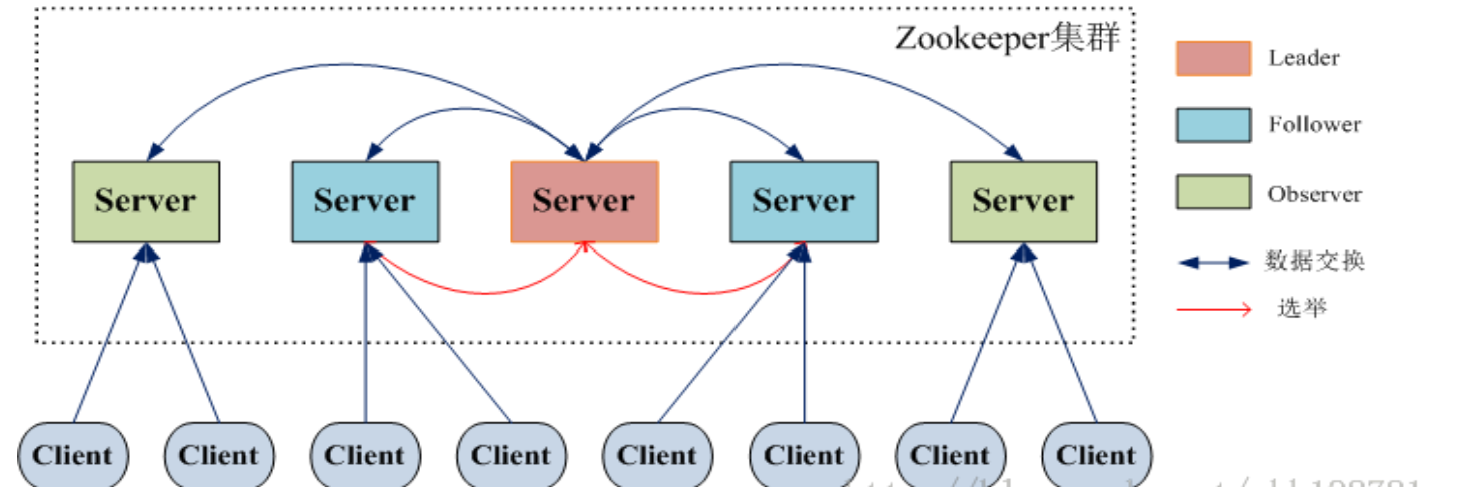 Zookeeper集群
Leader
Follower
Observer
数据交换
选举
Server Server Server Server Server
Client Client Client Client Client Client Client Client